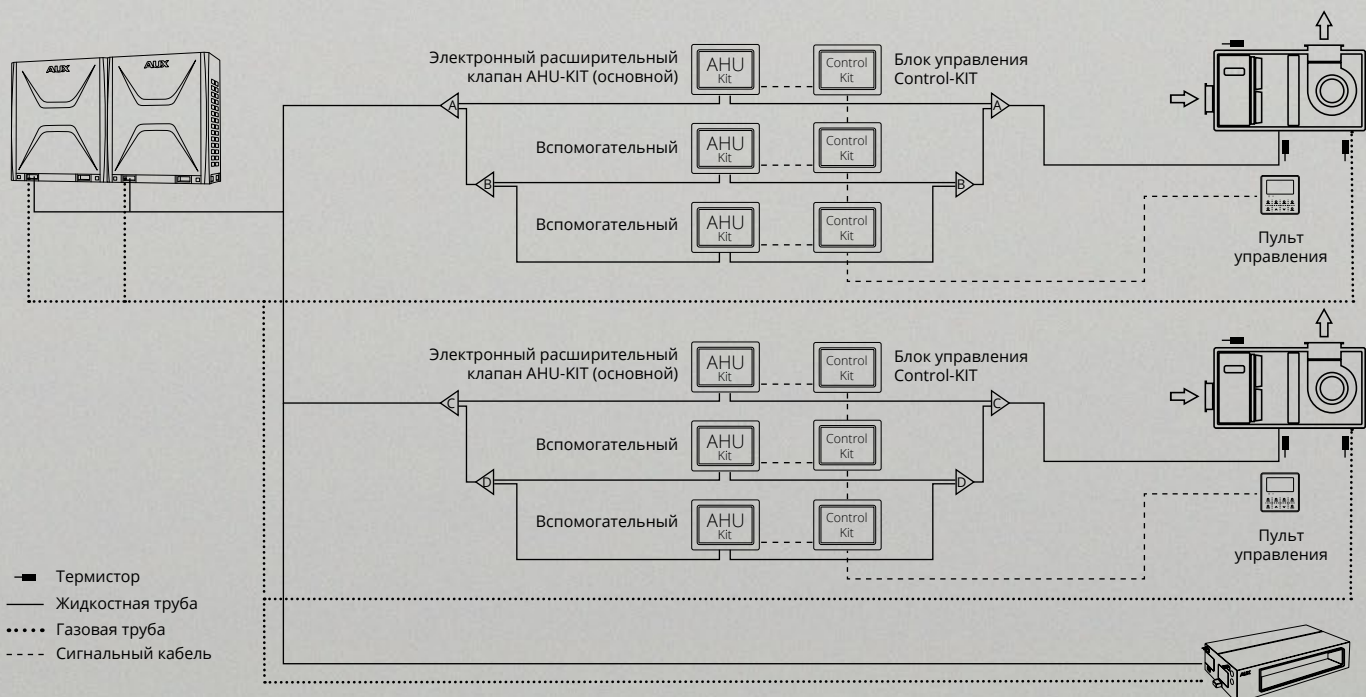 AUX
AUX
Электронный расширительный
клапан AHU-KIT (основной)
AHU
Kit
Control
Kit
Блок управления
Control-KIT
A
A
Вспомогательный
AHU
Kit
Control
Kit
B
B
Вспомогательный
AHU
Kit
Control
Kit
Пульт
управления
Электронный расширительный
клапан AHU-KIT (основной)
AHU
Kit
Control
Kit
Блок управления
Control-KIT
C
C
Вспомогательный
AHU
Kit
Control
Kit
D
D
Вспомогательный
AHU
Kit
Control
Kit
Пульт
управления
Термистор
Жидкостная труба
Газовая труба
Сигнальный кабель
AUX